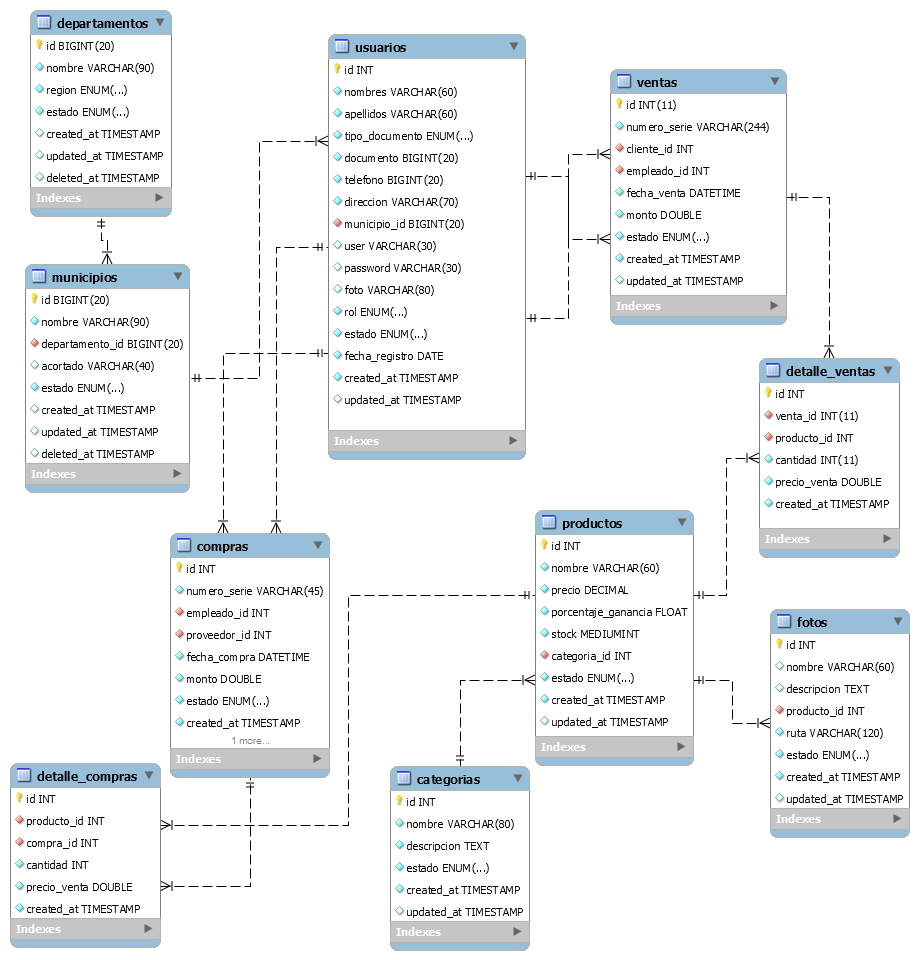 departamentos
id BIGINT(20)
nombre VARCHAR(90)
region ENUM(...)
estado ENUM(...)
created_at TIMESTAMP
updated_at TIMESTAMP
deleted_at TIMESTAMP
Indexes
usuarios
id INT
nombres VARCHAR(60)
apellidos VARCHAR(60)
tipo_documento ENUM(...)
documento BIGINT(20)
telefono BIGINT(20)
direccion VARCHAR(70)
municipio_id BIGINT(20)
user VARCHAR(30)
password VARCHAR(30)
foto VARCHAR(80)
rol ENUM(...)
estado ENUM(...)
fecha_registro DATE
created_at TIMESTAMP
updated_at TIMESTAMP
Indexes
ventas
id INT(11)
numero_serie VARCHAR(244)
cliente_id INT
empleado_id INT
fecha_venta DATETIME
monto DOUBLE
estado ENUM(...)
created_at TIMESTAMP
updated_at TIMESTAMP
Indexes
municipios
id BIGINT(20)
nombre VARCHAR(90)
departamento_id BIGINT(20)
acortado VARCHAR(40)
estado ENUM(...)
created_at TIMESTAMP
updated_at TIMESTAMP
deleted_at TIMESTAMP
Indexes
detalle_ventas
id INT
venta_id INT(11)
producto_id INT
cantidad INT(11)
precio_venta DOUBLE
created_at TIMESTAMP
Indexes
compras
id INT
numero_serie VARCHAR(45)
empleado_id INT
proveedor_id INT
fecha_compra DATETIME
monto DOUBLE
estado ENUM(...)
created_at TIMESTAMP
1 more...
Indexes
productos
id INT
nombre VARCHAR(60)
precio DECIMAL
porcentaje_ganancia FLOAT
stock MEDIUMINT
categoria_id INT
estado ENUM(...)
created_at TIMESTAMP
updated_at TIMESTAMP
Indexes
fotos
id INT
nombre VARCHAR(60)
descripcion TEXT
producto_id INT
ruta VARCHAR(120)
estado ENUM(...)
created_at TIMESTAMP
updated_at TIMESTAMP
Indexes
detalle_compras
id INT
producto_id INT
compra_id INT
cantidad INT
precio_venta DOUBLE
created_at TIMESTAMP
Indexes
categorias
id INT
nombre VARCHAR(80)
descripcion TEXT
estado ENUM(...)
created_at TIMESTAMP
updated_at TIMESTAMP
Indexes